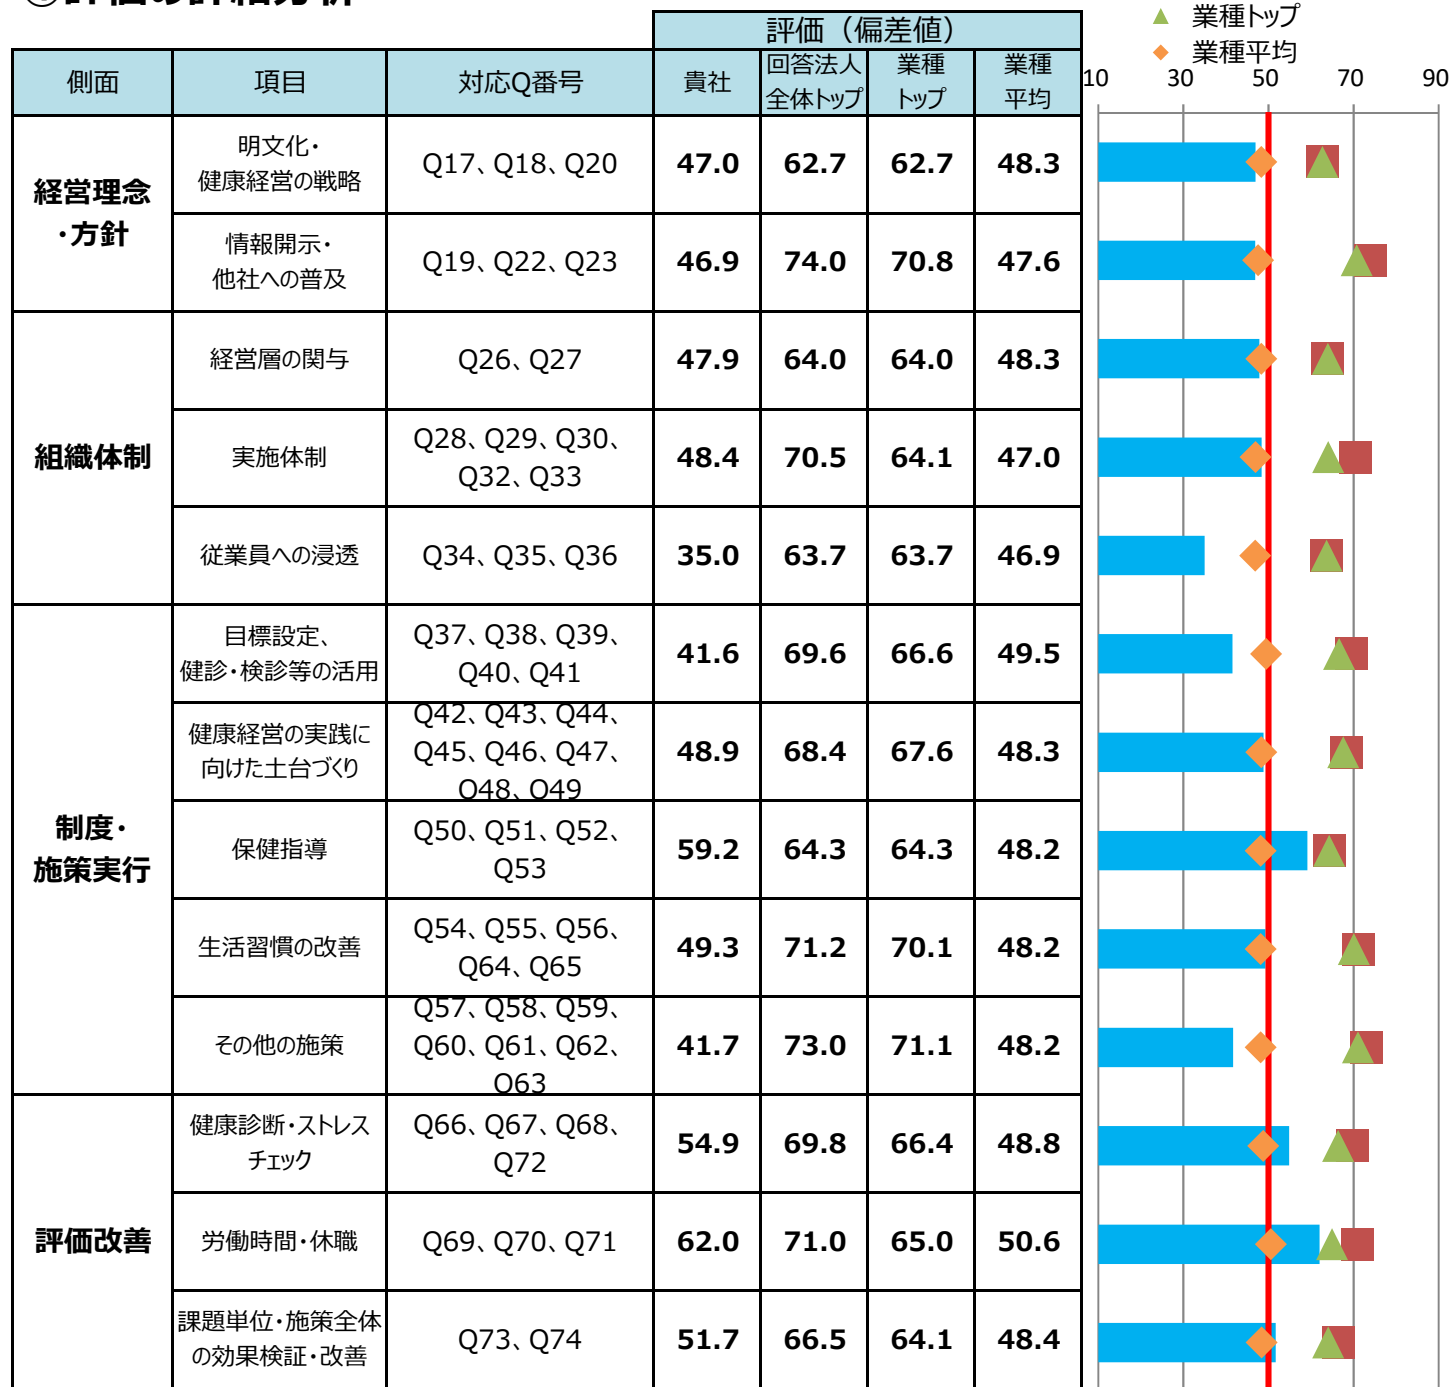 評価(偏差値)
▲ 業種トップ
◆ 業種平均
側面 項目 対応Q番号 貴社 回答法人 業種 業種
全体トップ トップ 平均
10 30 50 70 90
経営理念
・方針
明文化・
健康経営の戦略
Q17、Q18、Q20 47.0 62.7 62.7 48.3
情報開示・
他社への普及
Q19、Q22、Q23 46.9 74.0 70.8 47.6
組織体制
経営層の関与 Q26、Q27 47.9 64.0 64.0 48.3
実施体制
Q28、Q29、Q30、
Q32、Q33
48.4 70.5 64.1 47.0
従業員への浸透 Q34、Q35、Q36 35.0 63.7 63.7 46.9
制度・
施策実行
目標設定、
健診・検診等の活用
Q37、Q38、Q39、
Q40、Q41
41.6 69.6 66.6 49.5
健康経営の実践に
向けた土台づくり
Q42、Q43、Q44、
Q45、Q46、Q47、
Q48、Q49
48.9 68.4 67.6 48.3
保健指導
Q50、Q51、Q52、
Q53
59.2 64.3 64.3 48.2
生活習慣の改善
Q54、Q55、Q56、
Q64、Q65
49.3 71.2 70.1 48.2
その他の施策
Q57、Q58、Q59、
Q60、Q61、Q62、
Q63
41.7 73.0 71.1 48.2
評価改善
健康診断・ストレス
チェック
Q66、Q67、Q68、
Q72
54.9 69.8 66.4 48.8
労働時間・休職 Q69、Q70、Q71 62.0 71.0 65.0 50.6
課題単位・施策全体
の効果検証・改善
Q73、Q74 51.7 66.5 64.1 48.4